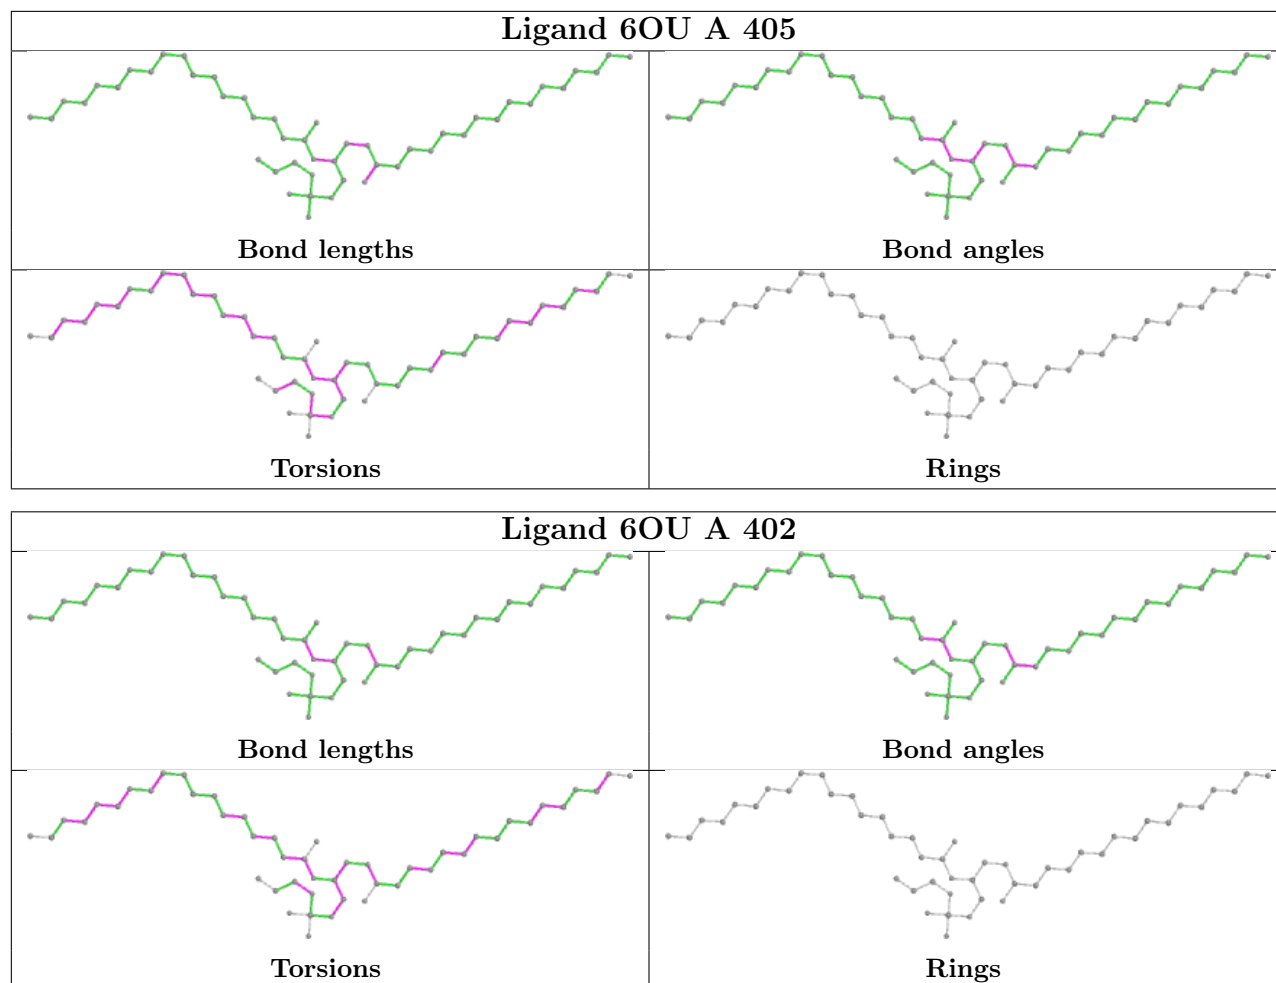 Ligand 6OU A 405
Bond lengths
Bond angles
Torsions
Rings
Ligand 6OU A 402
Bond lengths
Bond angles
Torsions
Rings